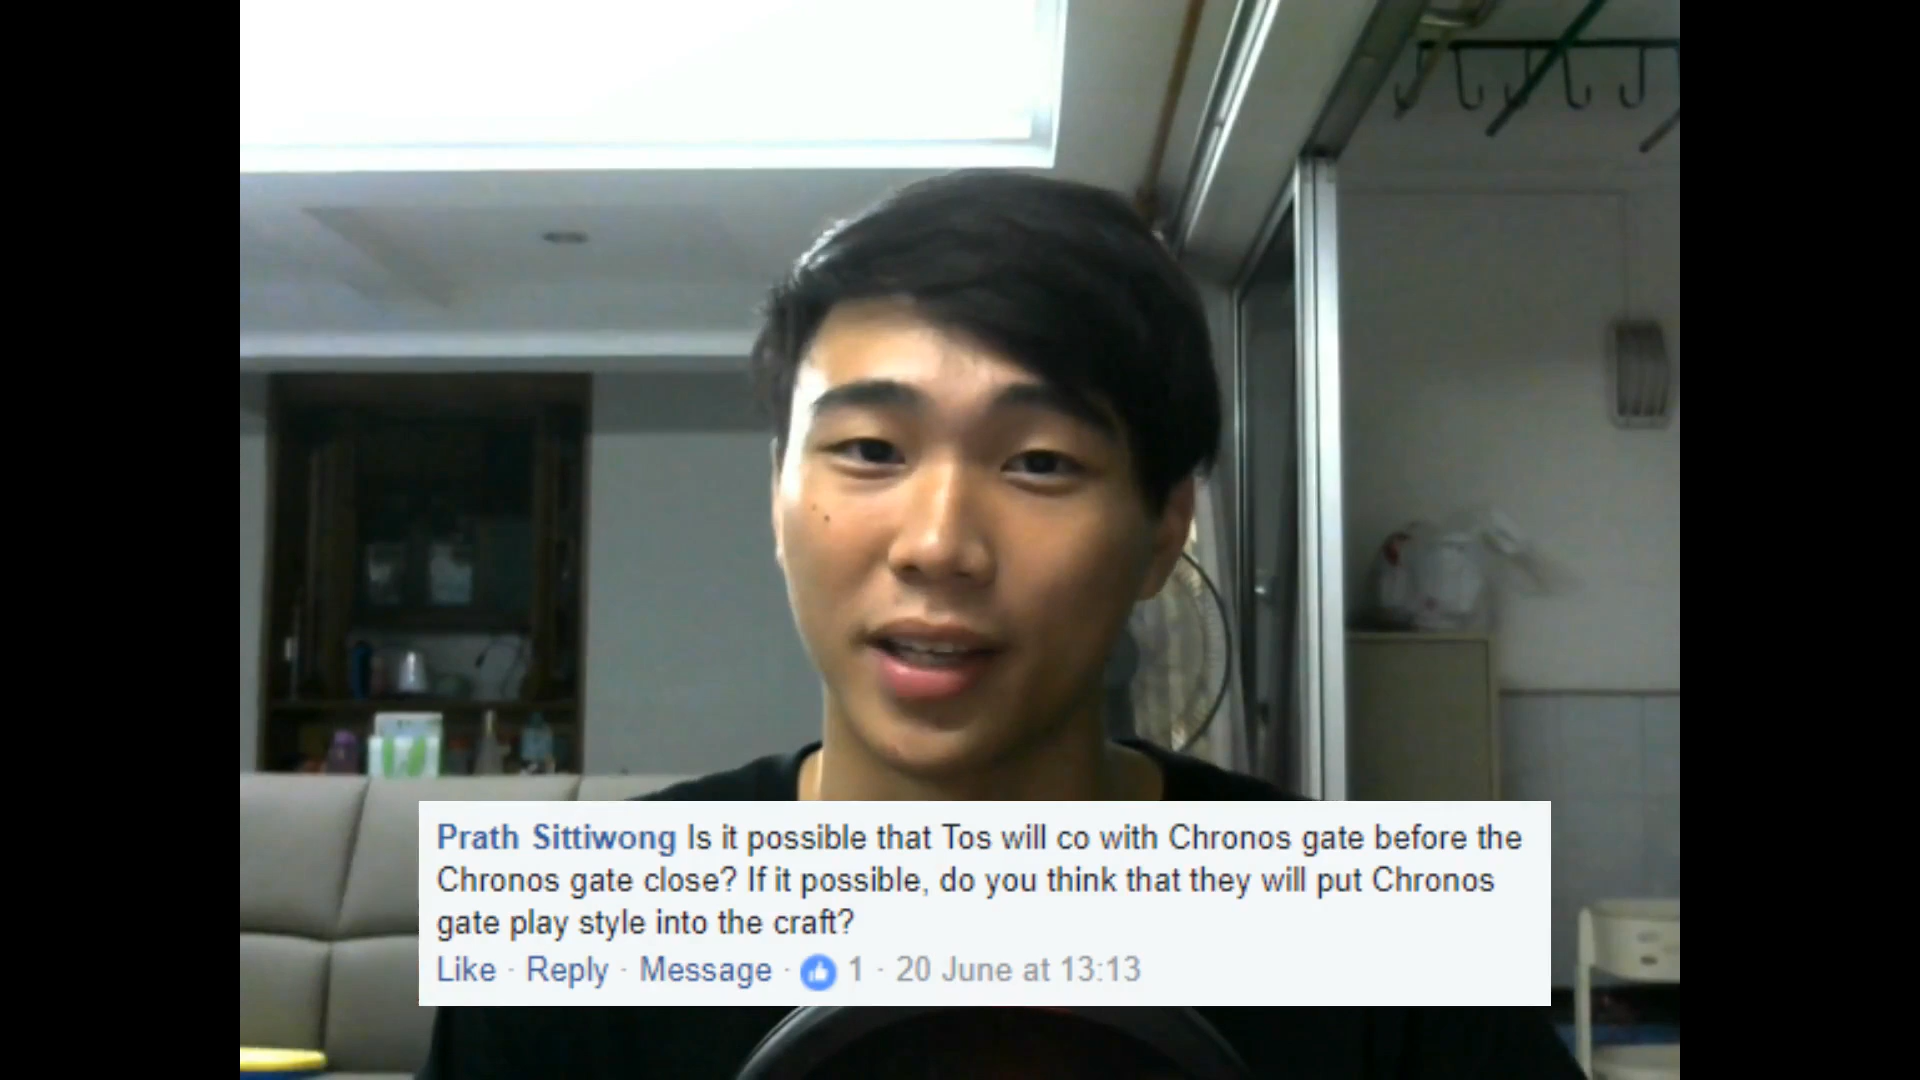 Prath Sittiwong Is it possible that Tos will co with Chronos gate before the
Chronos gate close? If it possible, do you think that they will put Chronos
gate play style into the craft?
Like · Reply · Message · 1 · 20 June at 13:13